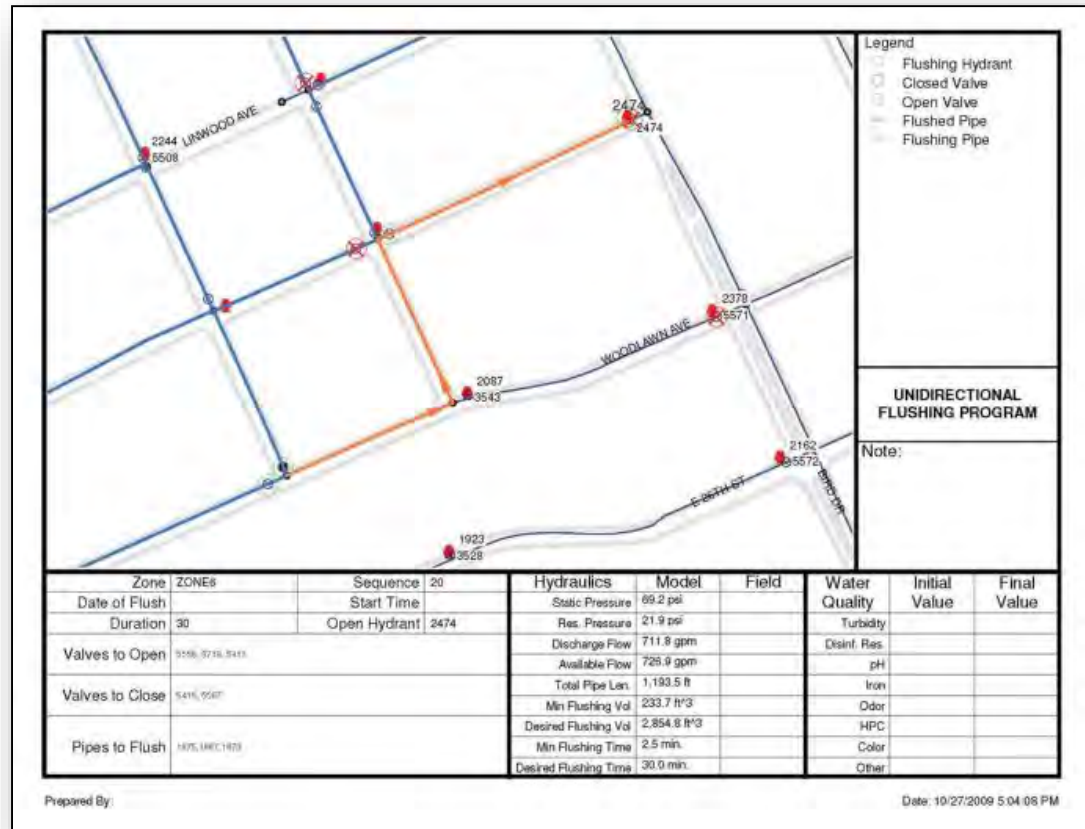 2474
2474
LINWOOD AVE
2244
5508
2378
5571
WOODLAWN AVE
2087
3543
2162
5572
E 26TH ST
BIRD DR
1923
3528
Legend
Flushing Hydrant
Closed Valve
Open Valve
Flushed Pipe
Flushing Pipe
UNIDIRECTIONAL
FLUSHING PROGRAM
Note:
Zone ZONE6 Sequence 20
Date of Flush Start Time
Duration 30 Open Hydrant 2474
Valves to Open
Valves to Close
Pipes to Flush
Hydraulics Model Field
Static Pressure 69.2 psi
Res. Pressure 21.9 psi
Discharge Flow 711.8 gpm
Available Flow 726.9 gpm
Total Pipe Len. 1,193.5 ft
Min Flushing Vol 233.7 ft^3
Desired Flushing Vol 2,854.8 ft^3
Min Flushing Time 2.5 min.
Desired Flushing Time 30.0 min.
Water Quality Initial Value Final Value
Turbidity
Disinf. Res.
pH
Iron
Odor
HPC
Color
Other
Prepared By:
Date: 10/27/2009 5:04:08 PM